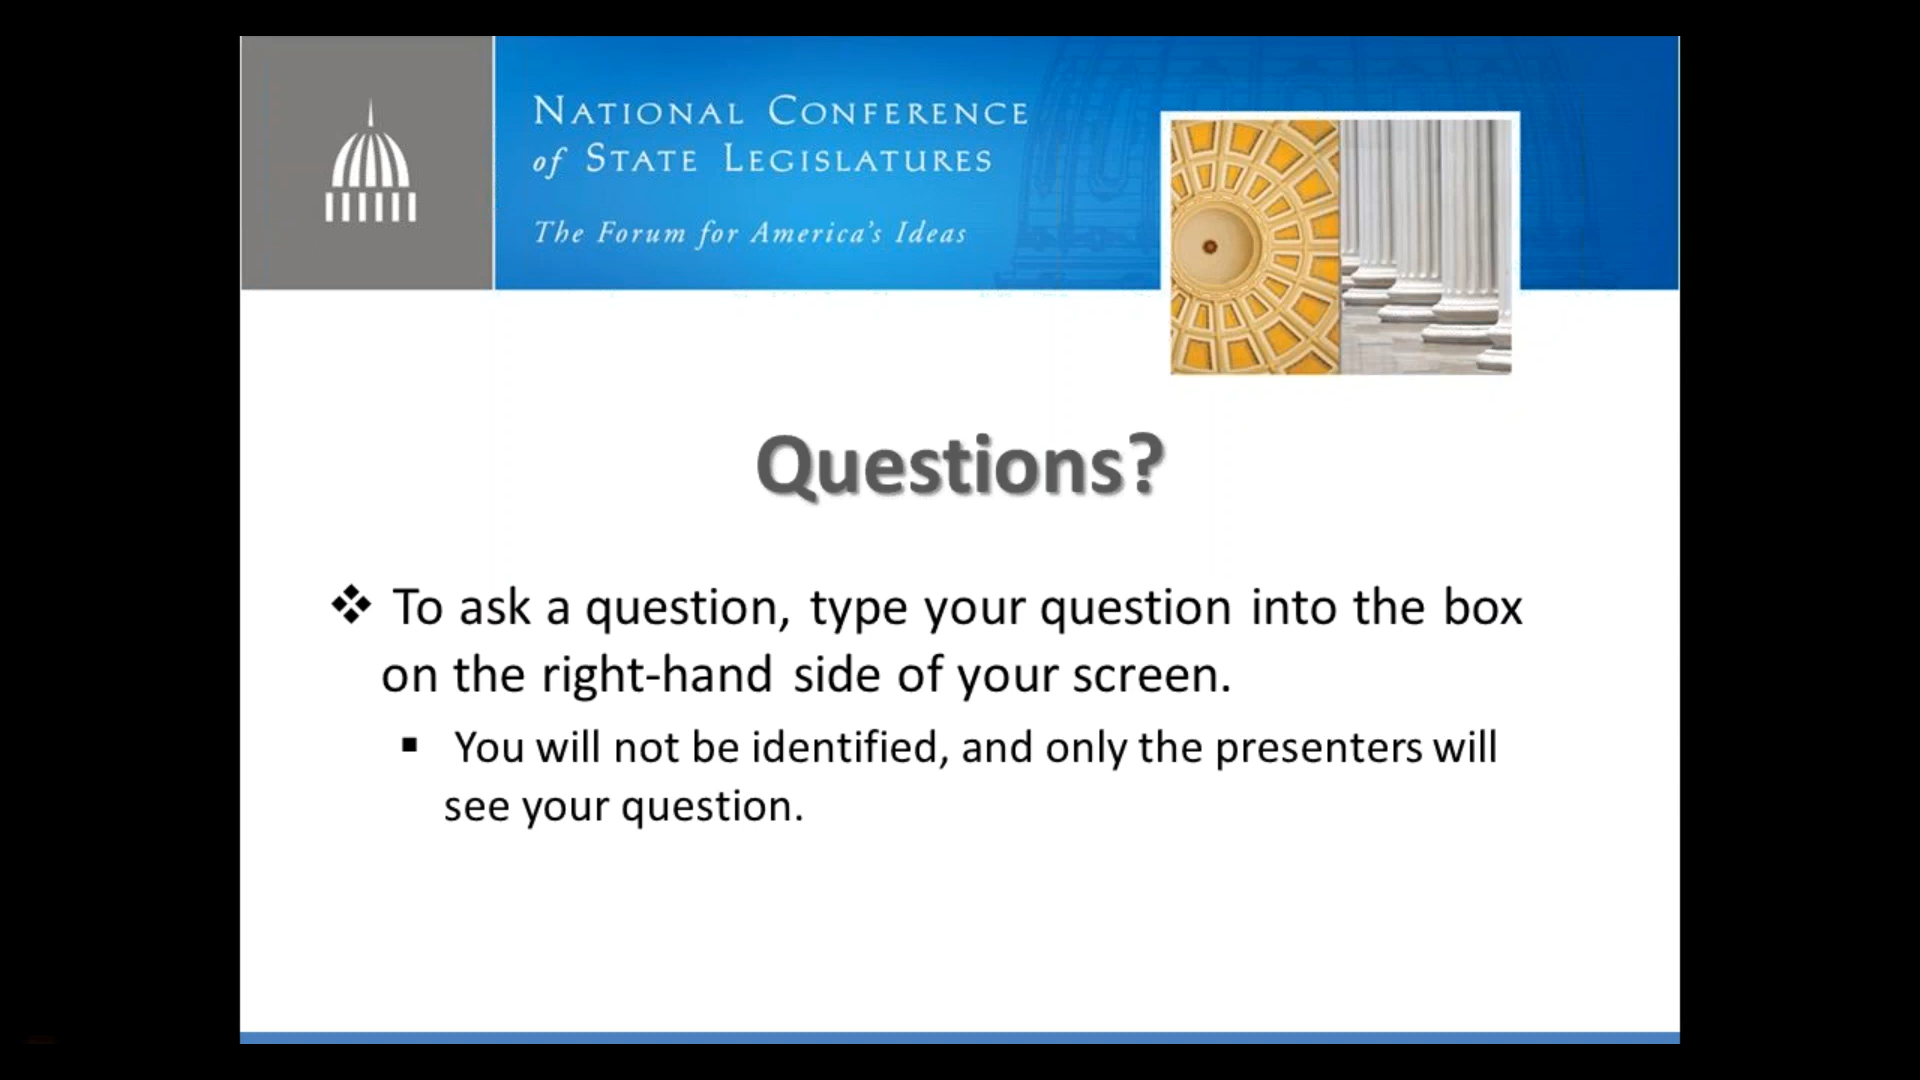 NATIONAL CONFERENCE
of STATE LEGISLATURES
The Forum for America's Ideas
Questions?
❖ To ask a question, type your question into the box
on the right-hand side of your screen.
▪ You will not be identified, and only the presenters will
see your question.